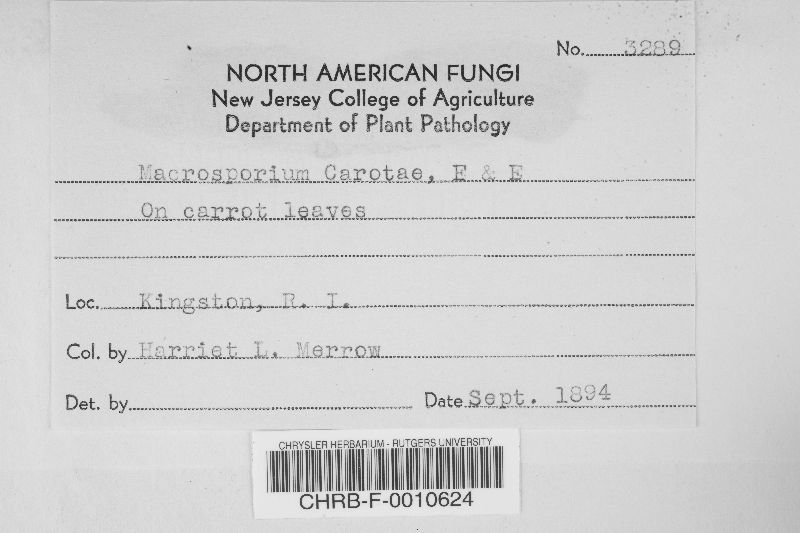 No. 3289
NORTH AMERICAN FUNGI
New Jersey College of Agriculture
Department of Plant Pathology
Macrosporium Carotae, E & E
On carrot leaves
Loc. Kingston, R. I.
Col. by Harriet L. Merrow
Det. by Date Sept. 1894
CHRYSLER HERBARIUM - RUTGERS UNIVERSITY
CHRB-F-0010624